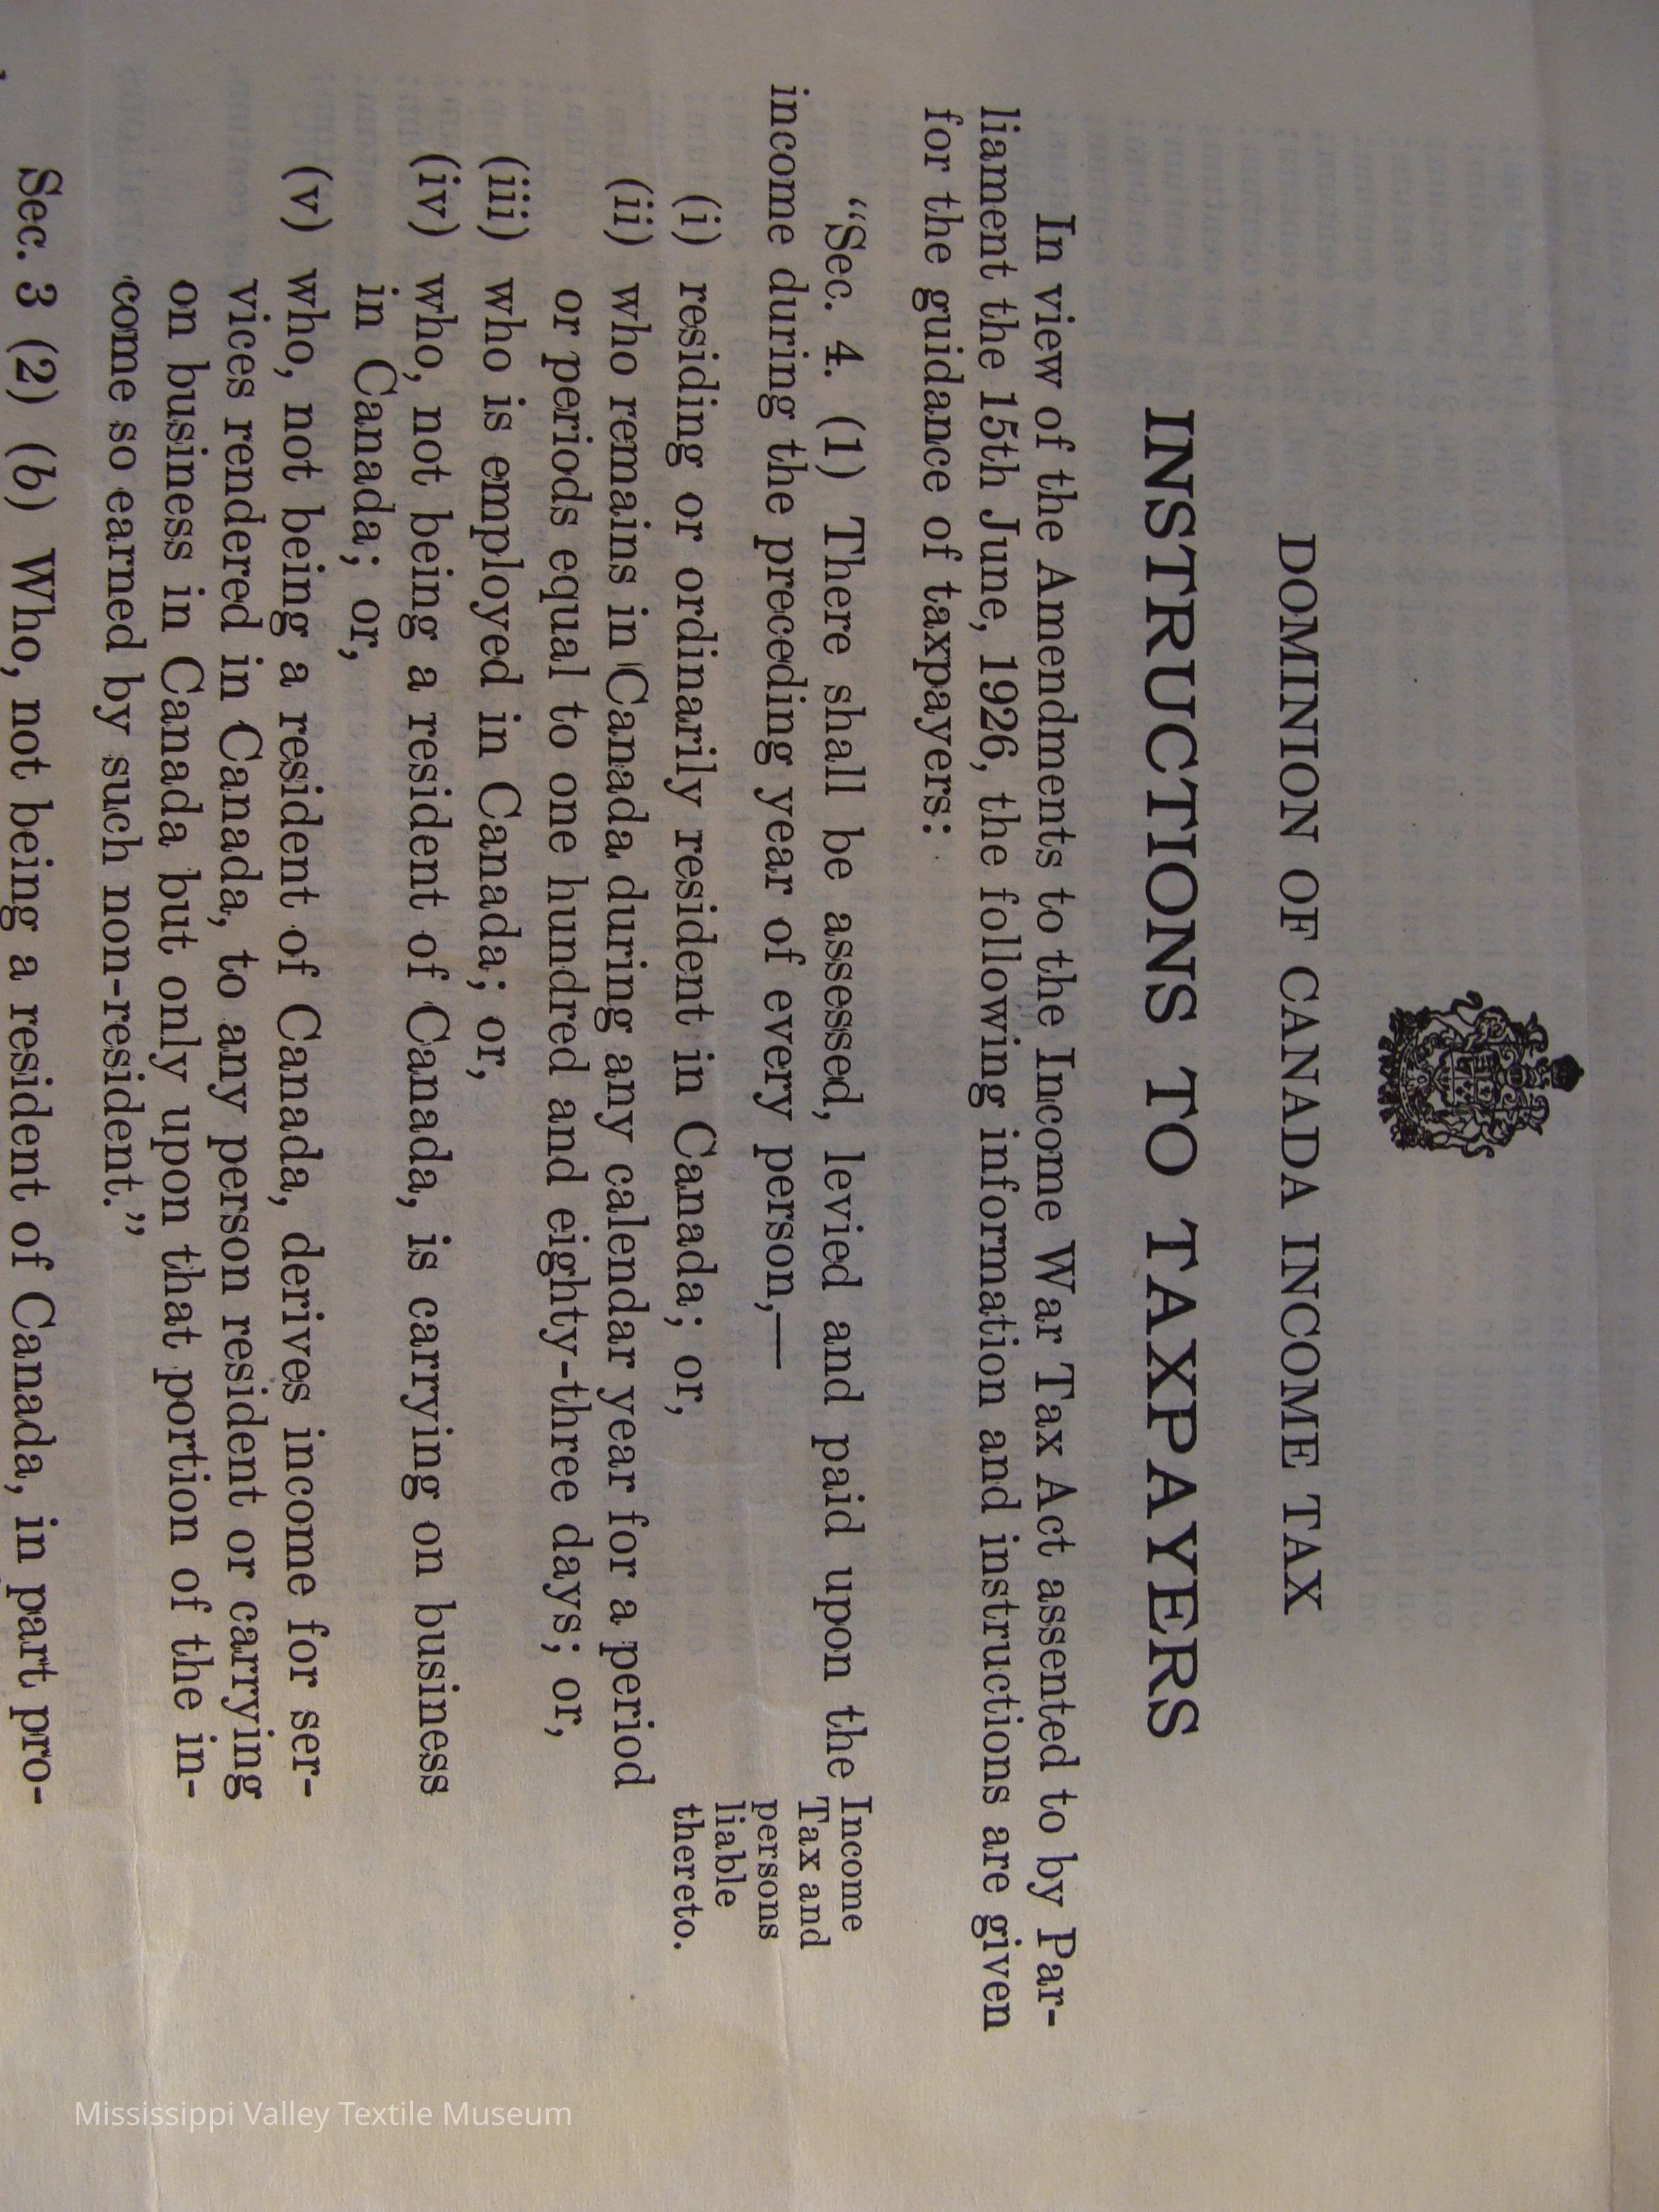 DOMINION OF CANADA INCOME TAX
INSTRUCTIONS TO TAXPAYERS
In view of the Amendments to the Income War Tax Act assented to by Par-
liament the 15th June, 1926, the following information and instructions are given
for the guidance of taxpayers:
"Sec. 4. (1) There shall be assessed, levied and paid upon the
income during the preceding year of every person,—
Income
Tax and
persons
liable
thereto.
(i) residing or ordinarily resident in Canada; or,
(ii) who remains in Canada during any calendar year for a period
or periods equal to one hundred and eighty-three days; or,
(iii) who is employed in Canada; or,
(iv) who, not being a resident of Canada, is carrying on business
in Canada; or,
(v) who, not being a resident of Canada, derives income for ser-
vices rendered in Canada, to any person resident or carrying
on business in Canada but only upon that portion of the in-
come so earned by such non-resident."
Sec. 3 (2) (b) Who, not being a resident of Canada, in part pro-
Mississippi Valley Textile Museum